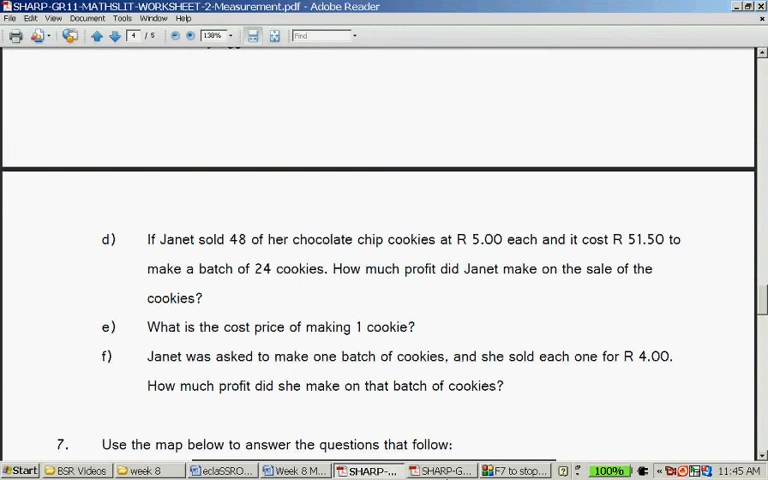 SHARP-GR11-MATHSLIT-WORKSHEET-2-Measurement.pdf - Adobe Reader
File Edit View Document Tools Window Help
4 / 5 138% Find
d) If Janet sold 48 of her chocolate chip cookies at R 5.00 each and it cost R 51.50 to
make a batch of 24 cookies. How much profit did Janet make on the sale of the
cookies?
e) What is the cost price of making 1 cookie?
f) Janet was asked to make one batch of cookies, and she sold each one for R 4.00.
How much profit did she make on that batch of cookies?
7. Use the map below to answer the questions that follow:
Start BSR Videos week 8 eclaSSRO... Week 8 M... SHARP-... SHARP-G... F7 to stop... 100% 11:45 AM